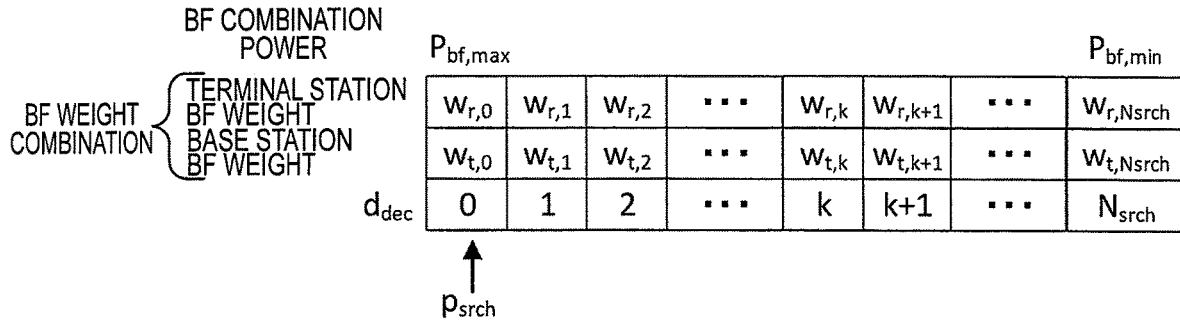 BF COMBINATION
POWER
P_bf,max
P_bf,min
BF WEIGHT
COMBINATION
TERMINAL STATION
BF WEIGHT
BASE STATION
BF WEIGHT
w_r,0 w_r,1 w_r,2 ▪▪▪ w_r,k w_r,k+1 ▪▪▪ w_r,Nsrch
w_t,0 w_t,1 w_t,2 ▪▪▪ w_t,k w_t,k+1 ▪▪▪ w_t,Nsrch
d_dec 0 1 2 ▪▪▪ k k+1 ▪▪▪ N_srch
p_srch